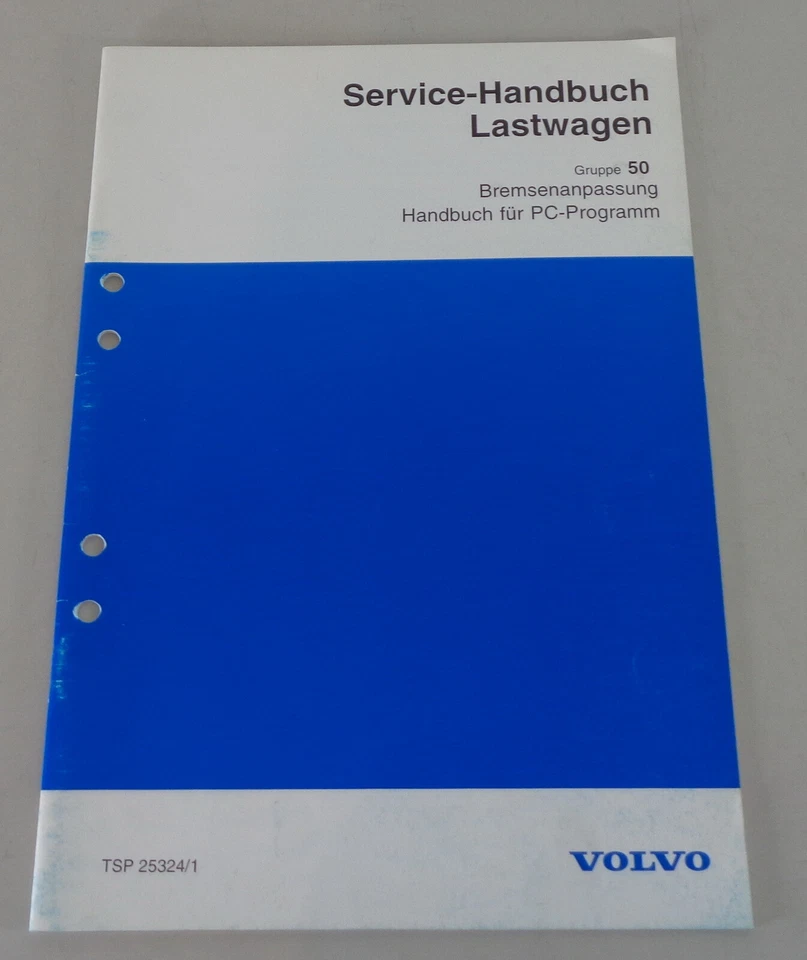 Service-Handbuch
Lastwagen
Gruppe 50
Bremsenanpassung
Handbuch für PC-Programm
TSP 25324/1
VOLVO